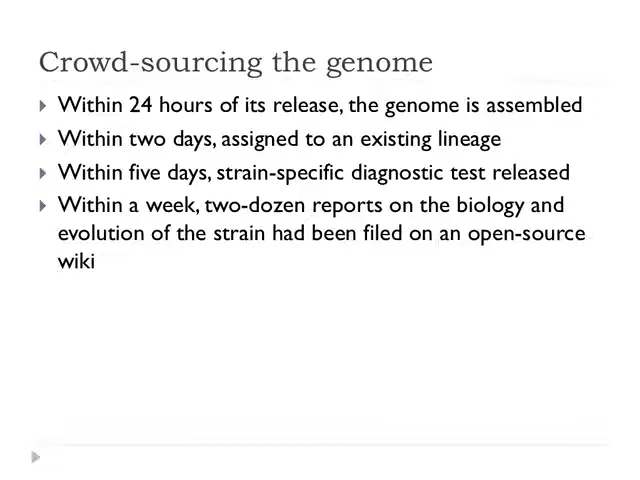 Crowd-sourcing the genome
Within 24 hours of its release, the genome is assembled
Within two days, assigned to an existing lineage
Within five days, strain-specific diagnostic test released
Within a week, two-dozen reports on the biology and
evolution of the strain had been filed on an open-source
wiki